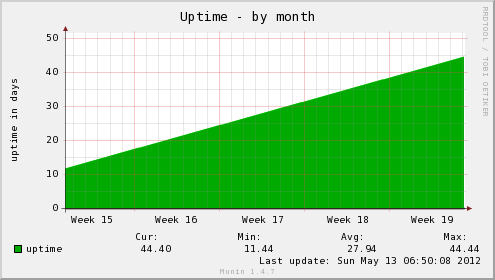 Uptime - by month
RRDTOOL / TOBI OETIKER
uptime in days
50
40
30
20
10
0
Week 15 Week 16 Week 17 Week 18 Week 19
Cur: Min: Avg: Max:
uptime 44.40 11.44 27.94 44.44
Last update: Sun May 13 06:50:08 2012
Munin 1.4.7